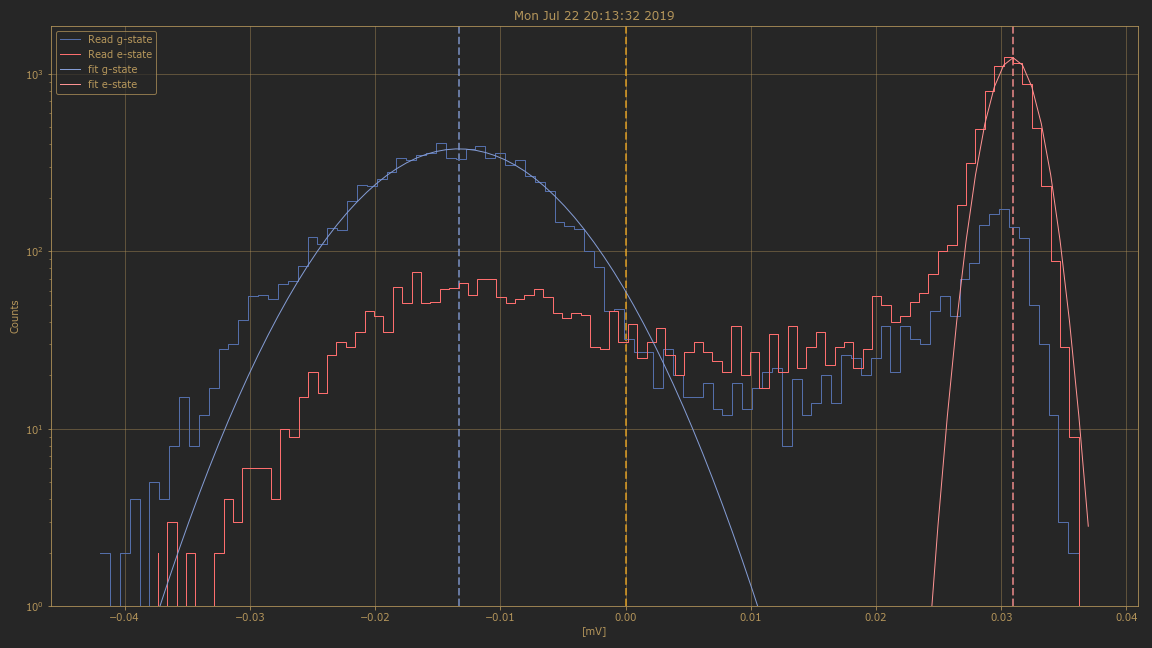 Mon Jul 22 20:13:32 2019
Read g-state
Read e-state
fit g-state
fit e-state
10³
10²
10¹
10⁰
Counts
−0.04 −0.03 −0.02 −0.01 0.00 0.01 0.02 0.03 0.04
[mV]